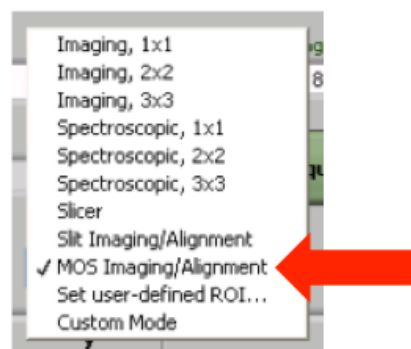 Imaging, 1x1
Imaging, 2x2
Imaging, 3x3
Spectroscopic, 1x1
Spectroscopic, 2x2
Spectroscopic, 3x3
Slicer
Slit Imaging/Alignment
✓ MOS Imaging/Alignment
Set user-defined ROI...
Custom Mode